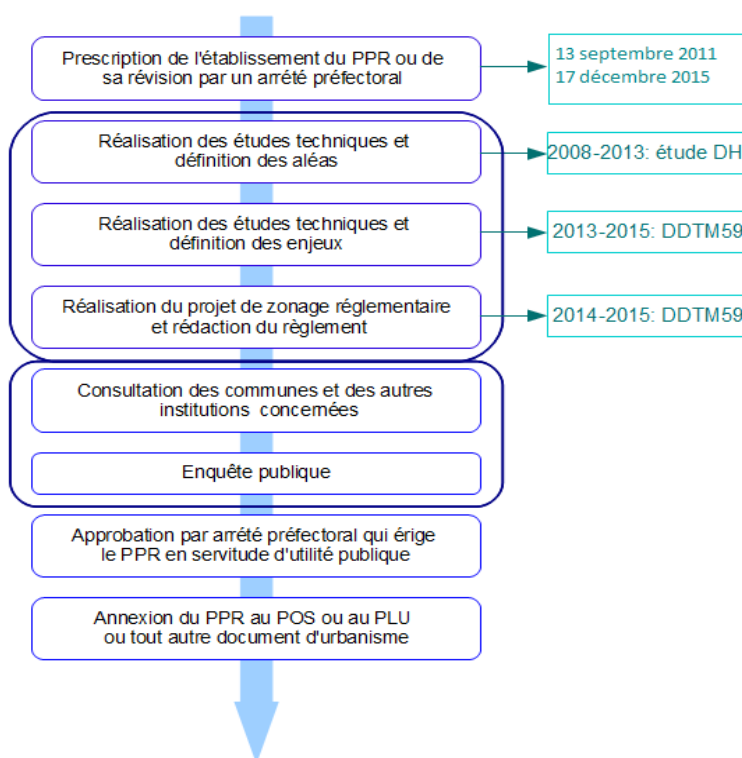 Prescription de l'établissement du PPR ou de
sa révision par un arrété préfectoral
13 septembre 2011
17 décembre 2015
Réalisation des études techniques et
définition des aléas
2008-2013: étude DH
Réalisation des études techniques et
définition des enjeux
2013-2015: DDTM59
Réalisation du projet de zonage réglementaire
et rédaction du règlement
2014-2015: DDTM59
Consultation des communes et des autres
institutions concernées
Enquête publique
Approbation par arrété préfectoral qui érige
le PPR en servitude d'utilité publique
Annexion du PPR au POS ou au PLU
ou tout autre document d'urbanisme